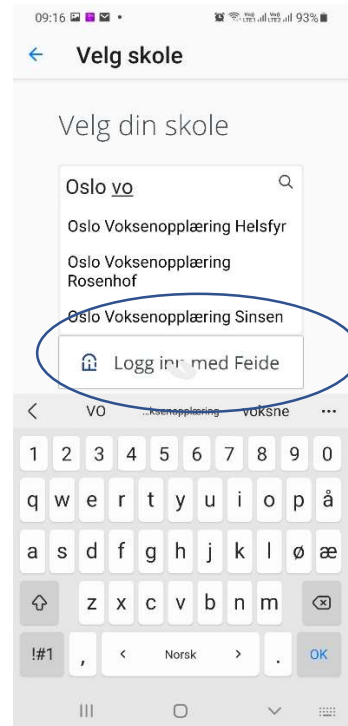 09:16 93%
Velg skole
Velg din skole
Oslo vo
Oslo Voksenopplæring Helsfyr
Oslo Voksenopplæring
Rosenhof
Oslo Voksenopplæring Sinsen
Logg inn med Feide
VO ..ksenopplæring voksne ...
1 2 3 4 5 6 7 8 9 0
q w e r t y u i o p å
a s d f g h j k l ø æ
z x c v b n m
!#1 , < Norsk > . OK